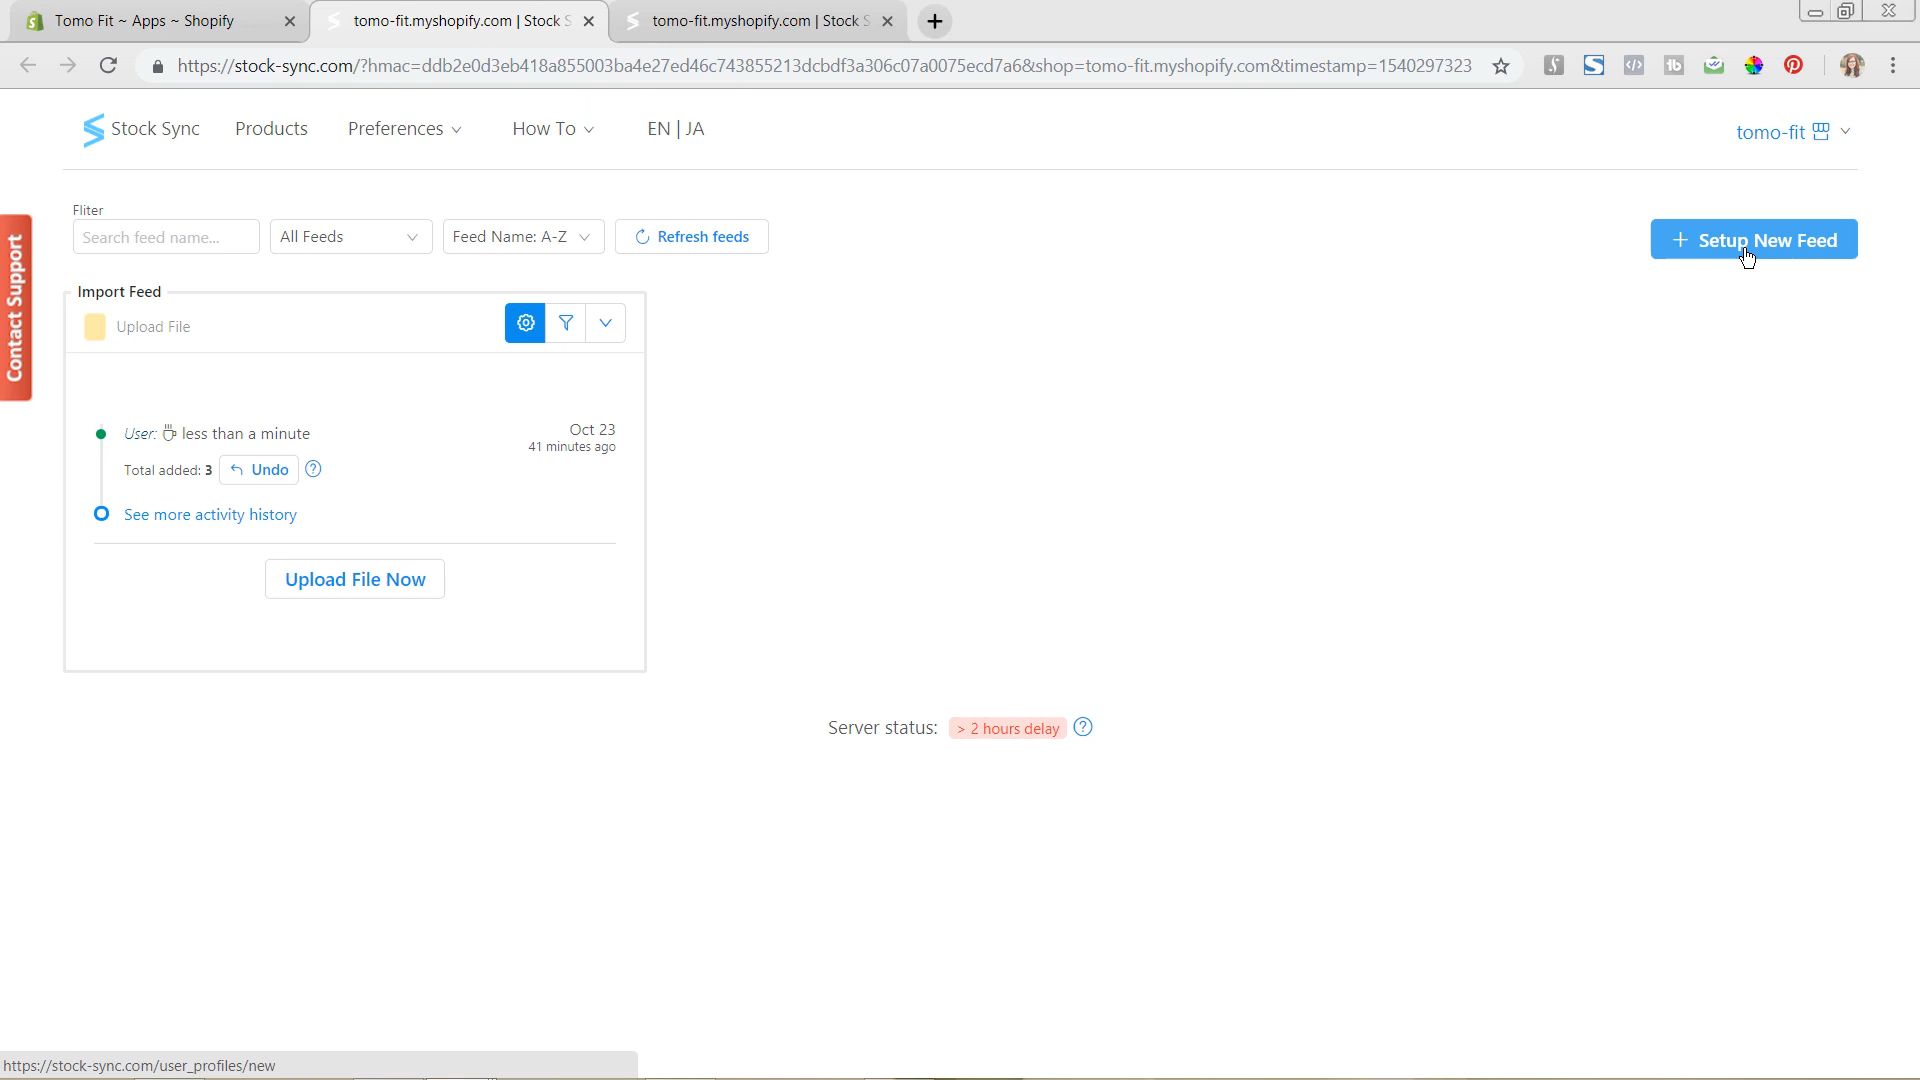 Tomo Fit ~ Apps ~ Shopify
tomo-fit.myshopify.com | Stock S
tomo-fit.myshopify.com | Stock S
https://stock-sync.com/?hmac=ddb2e0d3eb418a855003ba4e27ed46c743855213dcbdf3a306c07a0075ecd7a6&shop=tomo-fit.myshopify.com&timestamp=1540297323
Stock Sync
Products
Preferences
How To
EN | JA
tomo-fit
Contact Support
Fliter
Search feed name...
All Feeds
Feed Name: A-Z
Refresh feeds
+ Setup New Feed
Import Feed
Upload File
User: less than a minute
Oct 23
41 minutes ago
Total added: 3
Undo
?
See more activity history
Upload File Now
Server status: > 2 hours delay ?
https://stock-sync.com/user_profiles/new